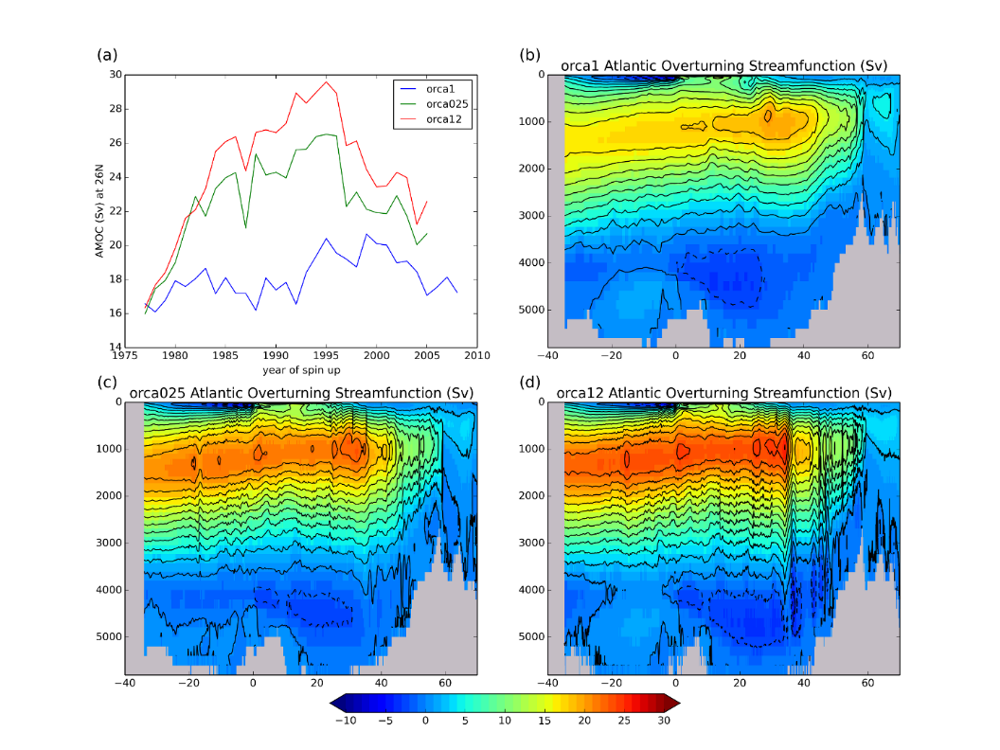 (a)
30
28
26
24
22
20
18
16
14
AMOC (Sv) at 26N
1975 1980 1985 1990 1995 2000 2005 2010
year of spin up
orca1
orca025
orca12
(b)
orca1 Atlantic Overturning Streamfunction (Sv)
0
1000
2000
3000
4000
5000
−40 −20 0 20 40 60
(c)
orca025 Atlantic Overturning Streamfunction (Sv)
0
1000
2000
3000
4000
5000
−40 −20 0 20 40 60
(d)
orca12 Atlantic Overturning Streamfunction (Sv)
0
1000
2000
3000
4000
5000
−40 −20 0 20 40 60
−10 −5 0 5 10 15 20 25 30